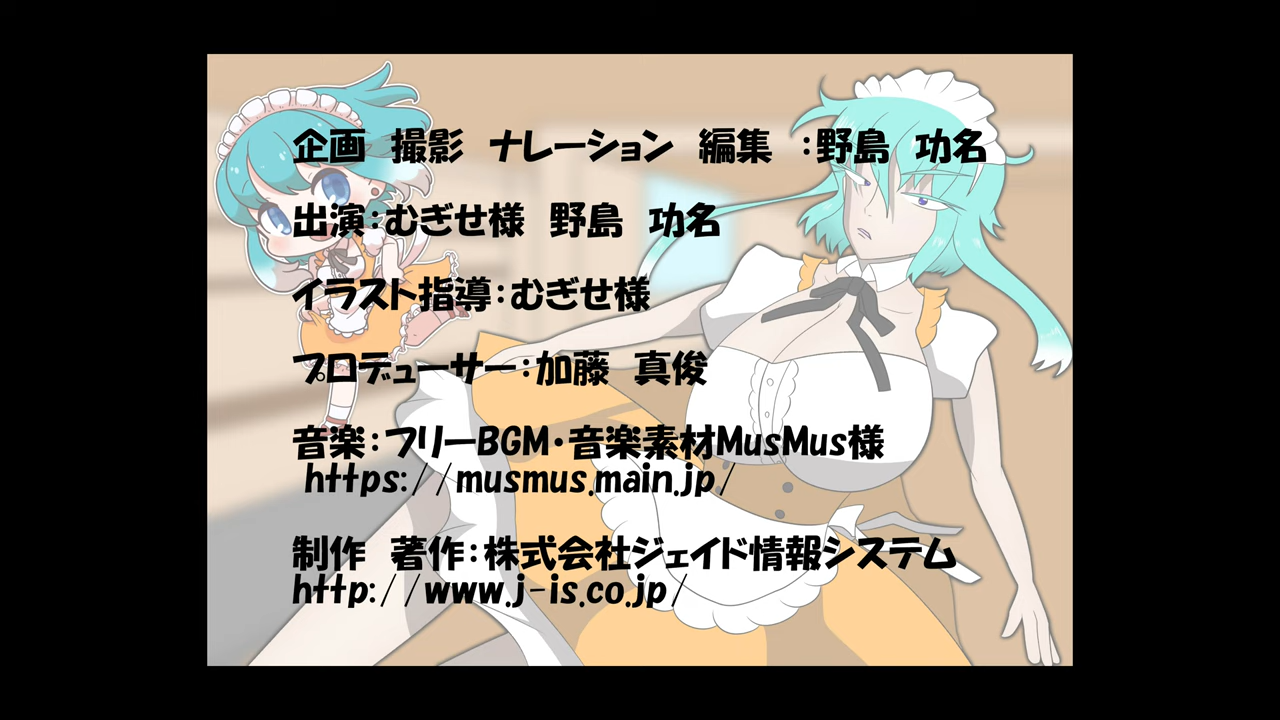 企画 撮影 ナレーション 編集 :野島 功名
出演:むぎせ様 野島 功名
イラスト指導:むぎせ様
プロデューサー:加藤 真俊
音楽:フリーBGM・音楽素材MusMus様
https://musmus.main.jp/
制作 著作:株式会社ジェイド情報システム
http://www.j-is.co.jp/